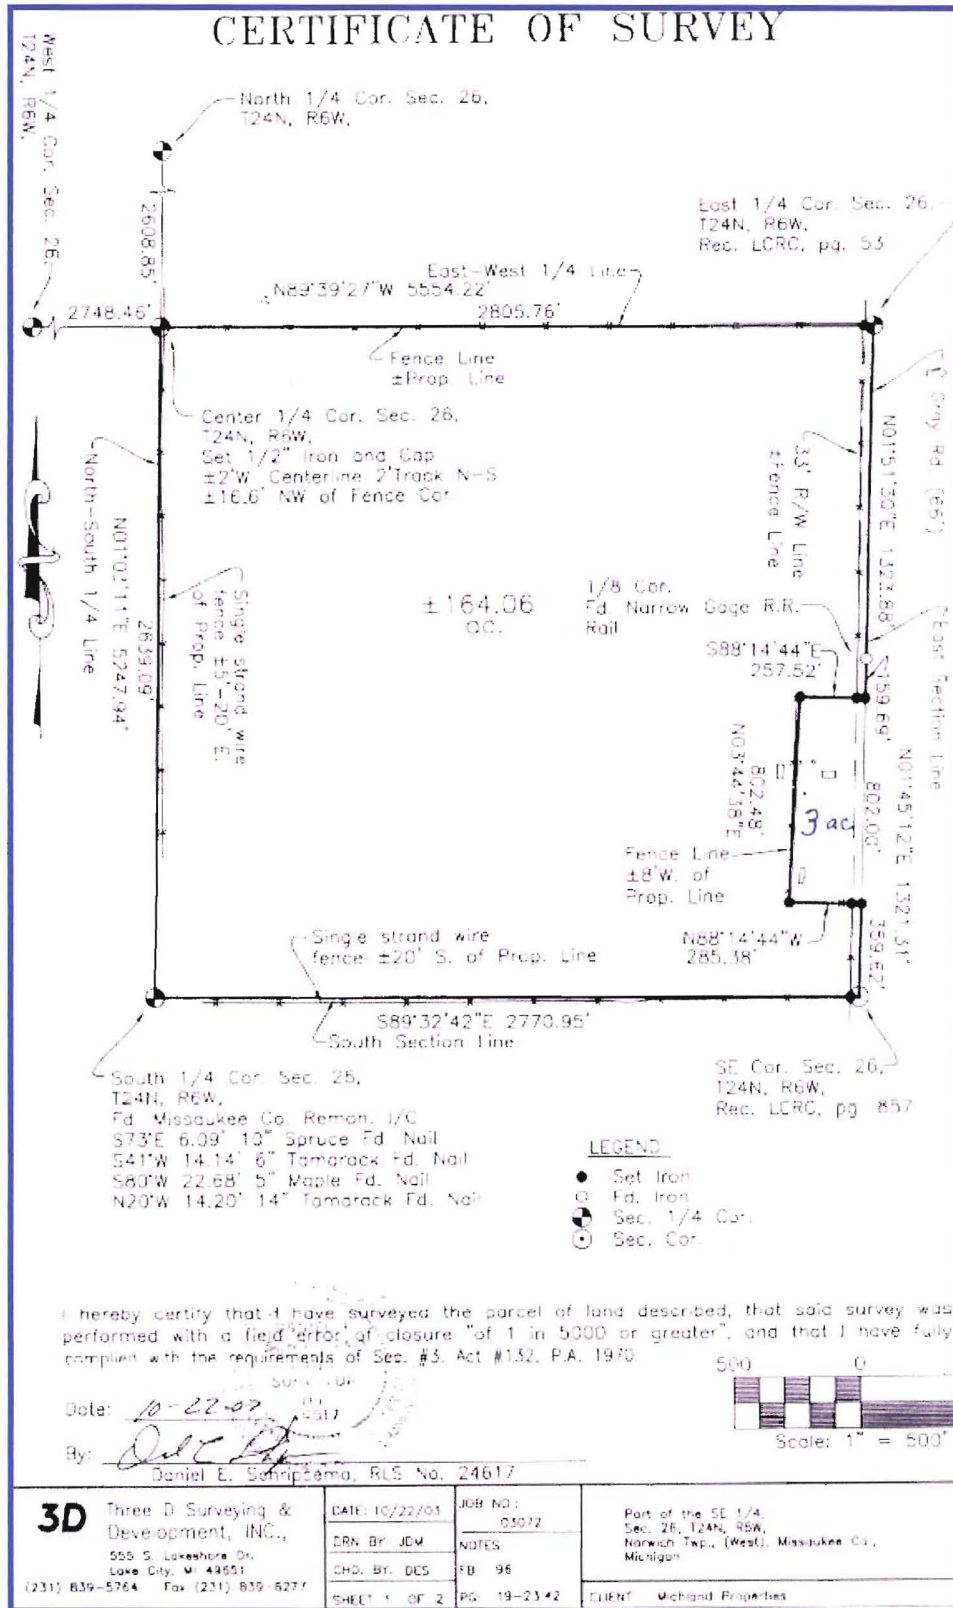 CERTIFICATE OF SURVEY
West 1/4 Cor. Sec. 26,
T24N, R6W,
North 1/4 Cor. Sec. 26,
T24N, R6W,
2608.85'
East 1/4 Cor. Sec. 26,
T24N, R6W,
Rec. LCRC, pg. 53
East-West 1/4 Line
N89°39'27"W 5554.22'
2748.46'
2805.76'
Fence Line
±Prop. Line
Center 1/4 Cor. Sec. 26,
T24N, R6W,
Set 1/2" Iron and Cap
±2'W Centerline 2'Track N-S
±16.6' NW of Fence Cor.
℄ Gray Rd (66')
N01°51'30"E 1323.88'
33' R/W Line
±Fence Line
North-South 1/4 Line
N01°02'11"E 5247.94'
2639.09'
Single strand wire
fence ±5'-20' E.
of Prop. Line
±164.06
ac.
1/8 Cor.
Fd. Narrow Gage R.R.
Rail
S88°14'44"E
257.52'
East Section Line
159.69'
N01°45'12"E 1321.31'
802.00'
802.48'
N03°44'38"E
3 ac
Fence Line
±8'W. of
Prop. Line
N88°14'44"W
285.38'
359.62'
Single strand wire
fence ±20' S. of Prop. Line
S89°32'42"E 2770.95'
South Section Line
South 1/4 Cor. Sec. 26,
T24N, R6W,
Fd. Missaukee Co. Remon. I/C
S73°E 6.09' 10" Spruce Fd. Nail
S41°W 14.14' 6" Tamarack Fd. Nail
S80°W 22.68' 5" Maple Fd. Nail
N20°W 14.20' 14" Tamarack Fd. Nail
SE Cor. Sec. 26,
T24N, R6W,
Rec. LCRC, pg 857
LEGEND
Set Iron
Fd. Iron
Sec. 1/4 Cor.
Sec. Cor.
I hereby certify that I have surveyed the parcel of land described, that said survey was
performed with a field error of closure "of 1 in 5000 or greater", and that I have fully
complied with the requirements of Sec. #3, Act #132, P.A. 1970
500 0
Scale: 1" = 500'
Date: 10-22-03
By:
Daniel E. Schripsema, RLS No. 24617
3D Three D Surveying &
Development, INC.,
555 S. Lakeshore Dr.
Lake City, MI 49651
(231) 839-5764 Fax (231) 839-6277
DATE: 10/22/03
DRN BY JDM
CHD. BY. DES
SHEET 1 OF 2
JOB NO.:
03072
NOTES
FB 96
PG: 19-23 #2
Part of the SE 1/4,
Sec. 26, T24N, R6W,
Norwich Twp., (West), Missaukee Co.,
Michigan
CLIENT Michland Properties